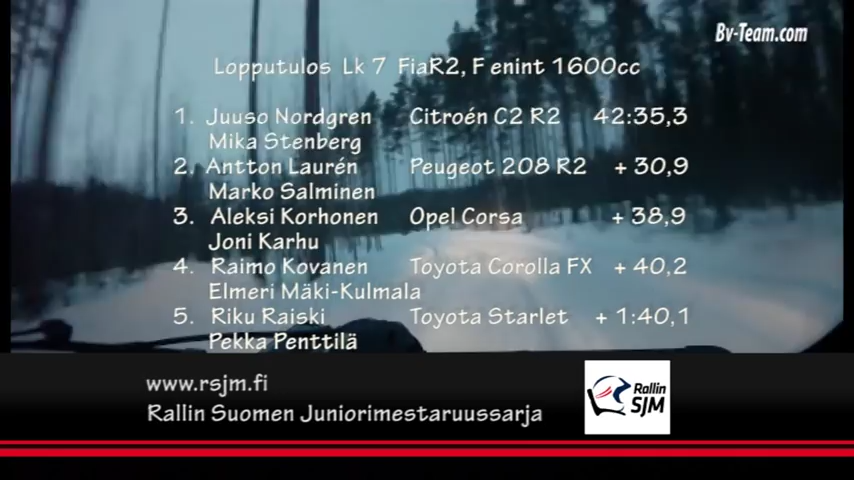 Bv-Team.com
Lopputulos Lk 7 FiaR2, F enint 1600cc
1. Juuso Nordgren Citroén C2 R2 42:35,3
Mika Stenberg
2. Antton Laurén Peugeot 208 R2 + 30,9
Marko Salminen
3. Aleksi Korhonen Opel Corsa + 38,9
Joni Karhu
4. Raimo Kovanen Toyota Corolla FX + 40,2
Elmeri Mäki-Kulmala
5. Riku Raiski Toyota Starlet + 1:40,1
Pekka Penttilä
www.rsjm.fi
Rallin Suomen Juniorimestaruussarja
Rallin
SJM